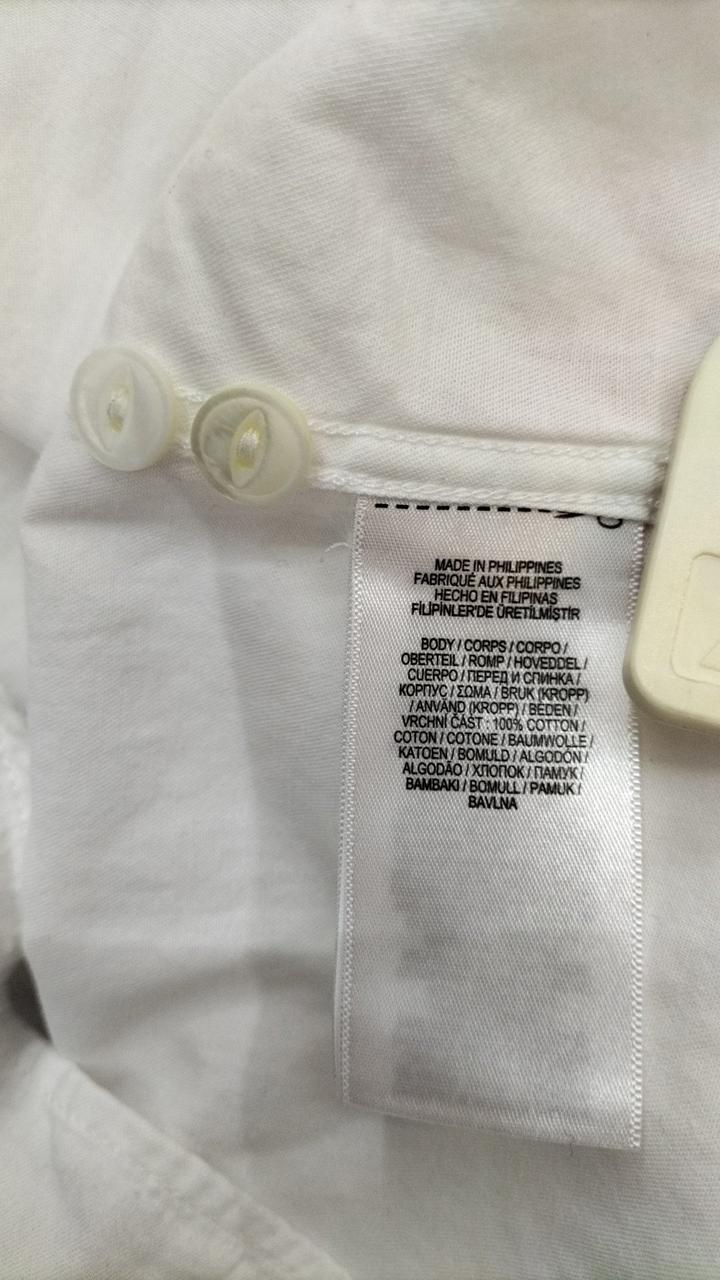 MADE IN PHILIPPINES
FABRIQUÉ AUX PHILIPPINES
HECHO EN FILIPINAS
FİLİPİNLER'DE ÜRETİLMİŞTİR
BODY / CORPS / CORPO /
OBERTEIL / ROMP / HOVEDDEL /
CUERPO / ПЕРЕД И СПИНКА /
КОРПУС / ΣΩΜΑ / BRUK (KROPP)
/ ANVÄND (KROPP) / BEDEN /
VRCHNÍ ČÁST : 100% COTTON /
COTON / COTONE / BAUMWOLLE /
KATOEN / BOMULD / ALGODÓN /
ALGODÃO / ХЛОПОК / ПАМУК /
BAMBAKI / BOMULL / PAMUK /
BAVLNA